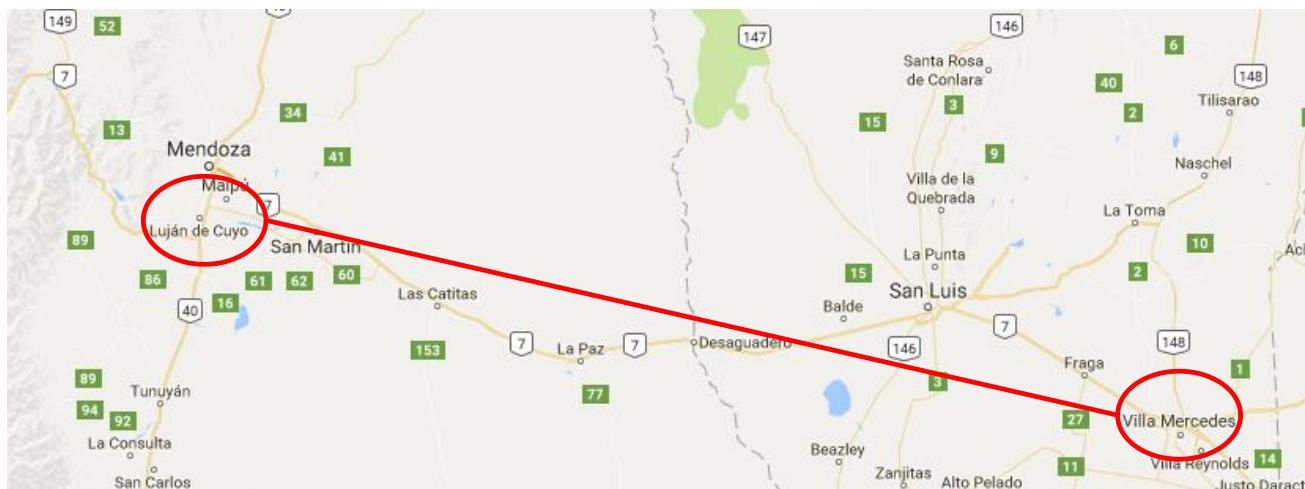 149
52
48
7
34
13
41
Mendoza
Maipú
7
Luján de Cuyo
San Martín
89
86
61
62
60
16
40
Las Catitas
153
7
La Paz
7
77
Desaguadero
89
94
92
Tunuyán
La Consulta
San Carlos
147
146
Santa Rosa
de Conlara
3
15
9
Villa de la
Quebrada
La Punta
15
San Luis
Balde
146
7
3
Beazley
Zanjitas
Alto Pelado
6
40
2
148
Tilisarao
Naschel
La Toma
10
2
Fraga
148
1
27
Villa Mercedes
11
Villa Reynolds
14
Justo Daract